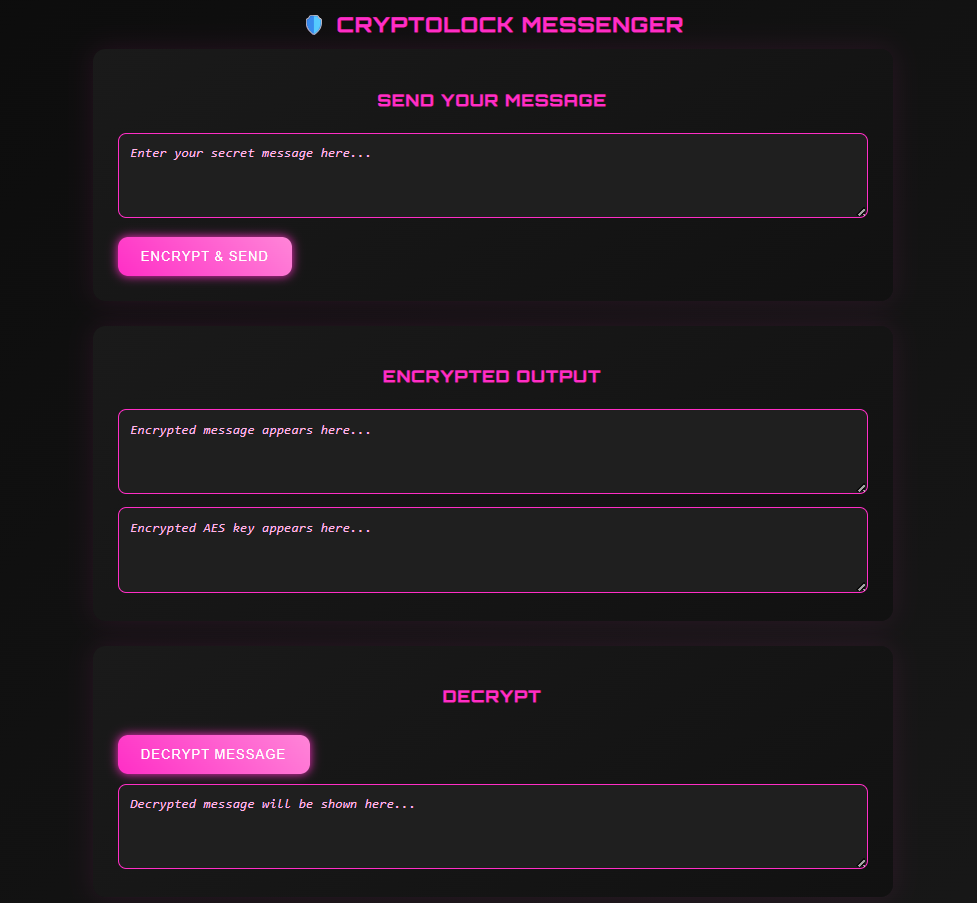 CRYPTOLOCK MESSENGER
SEND YOUR MESSAGE
Enter your secret message here...
ENCRYPT & SEND
ENCRYPTED OUTPUT
Encrypted message appears here...
Encrypted AES key appears here...
DECRYPT
DECRYPT MESSAGE
Decrypted message will be shown here...